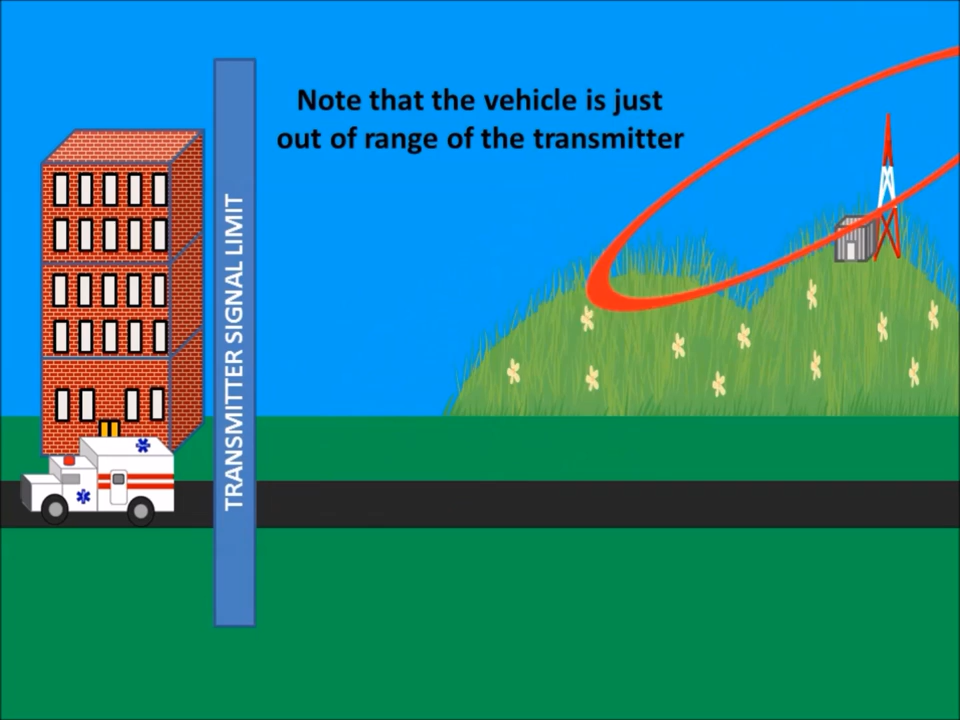 Note that the vehicle is just
out of range of the transmitter
TRANSMITTER SIGNAL LIMIT